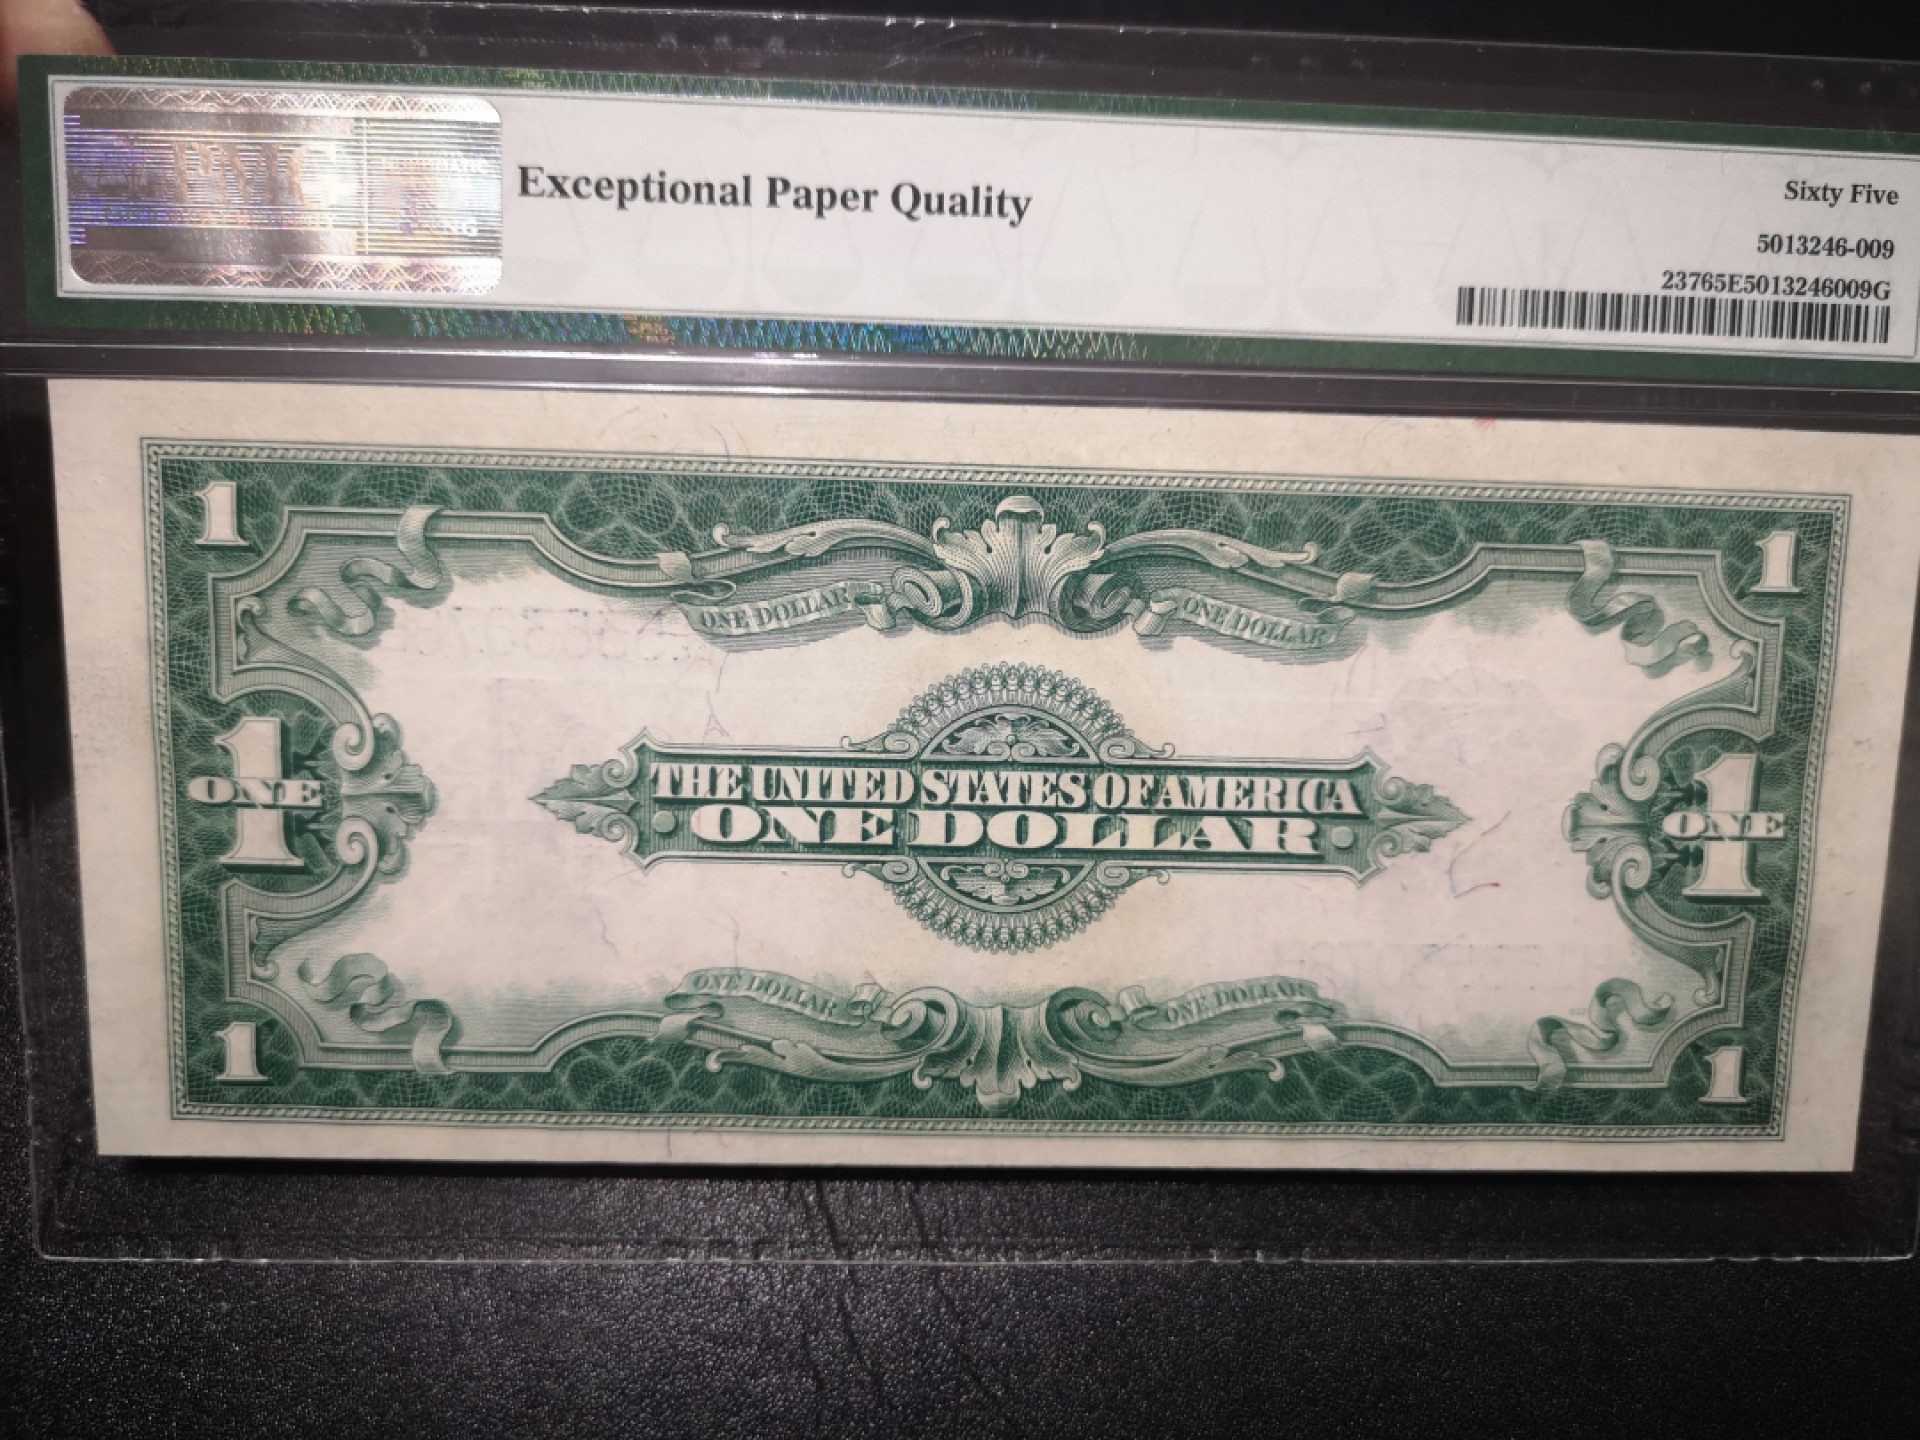 PMG
Exceptional Paper Quality
Sixty Five
5013246-009
23765E5013246009G
1
1
ONE DOLLAR
ONE DOLLAR
1
ONE
THE UNITED STATES OF AMERICA
ONE DOLLAR
1
ONE
ONE DOLLAR
ONE DOLLAR
1
1